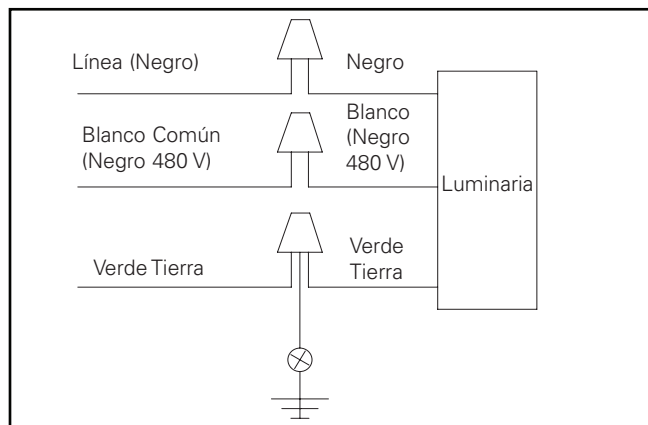 Línea (Negro)
Negro
Blanco Común
(Negro 480 V)
Blanco
(Negro
480 V)
Luminaria
Verde Tierra
Verde
Tierra